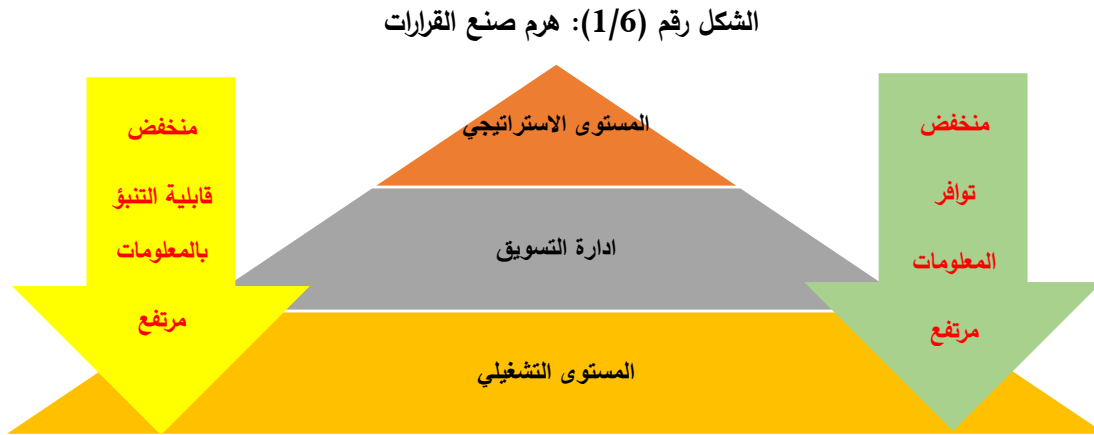 الشكل رقم (1/6): هرم صنع القرارات
المستوى الاستراتيجي
ادارة التسويق
المستوى التشغيلي
منخفض
توافر
المعلومات
مرتفع
منخفض
قابلية التنبؤ
بالمعلومات
مرتفع